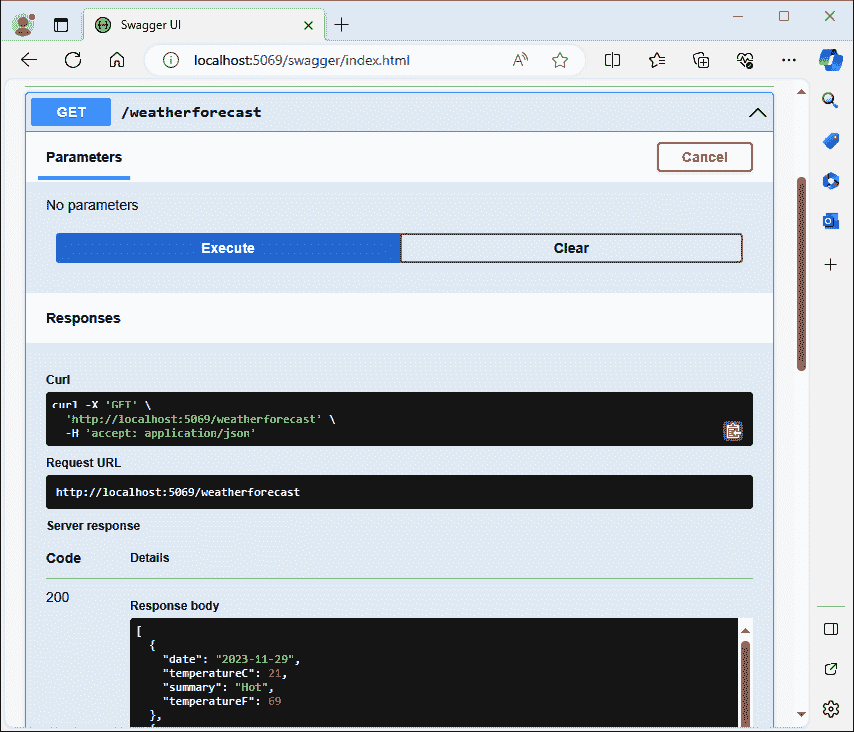 Swagger UI
localhost:5069/swagger/index.html
GET /weatherforecast
Parameters
Cancel
No parameters
Execute
Clear
Responses
Curl
curl -X 'GET' \
'http://localhost:5069/weatherforecast' \
-H 'accept: application/json'
Request URL
http://localhost:5069/weatherforecast
Server response
Code Details
200
Response body
[
{
"date": "2023-11-29",
"temperatureC": 21,
"summary": "Hot",
"temperatureF": 69
},
{